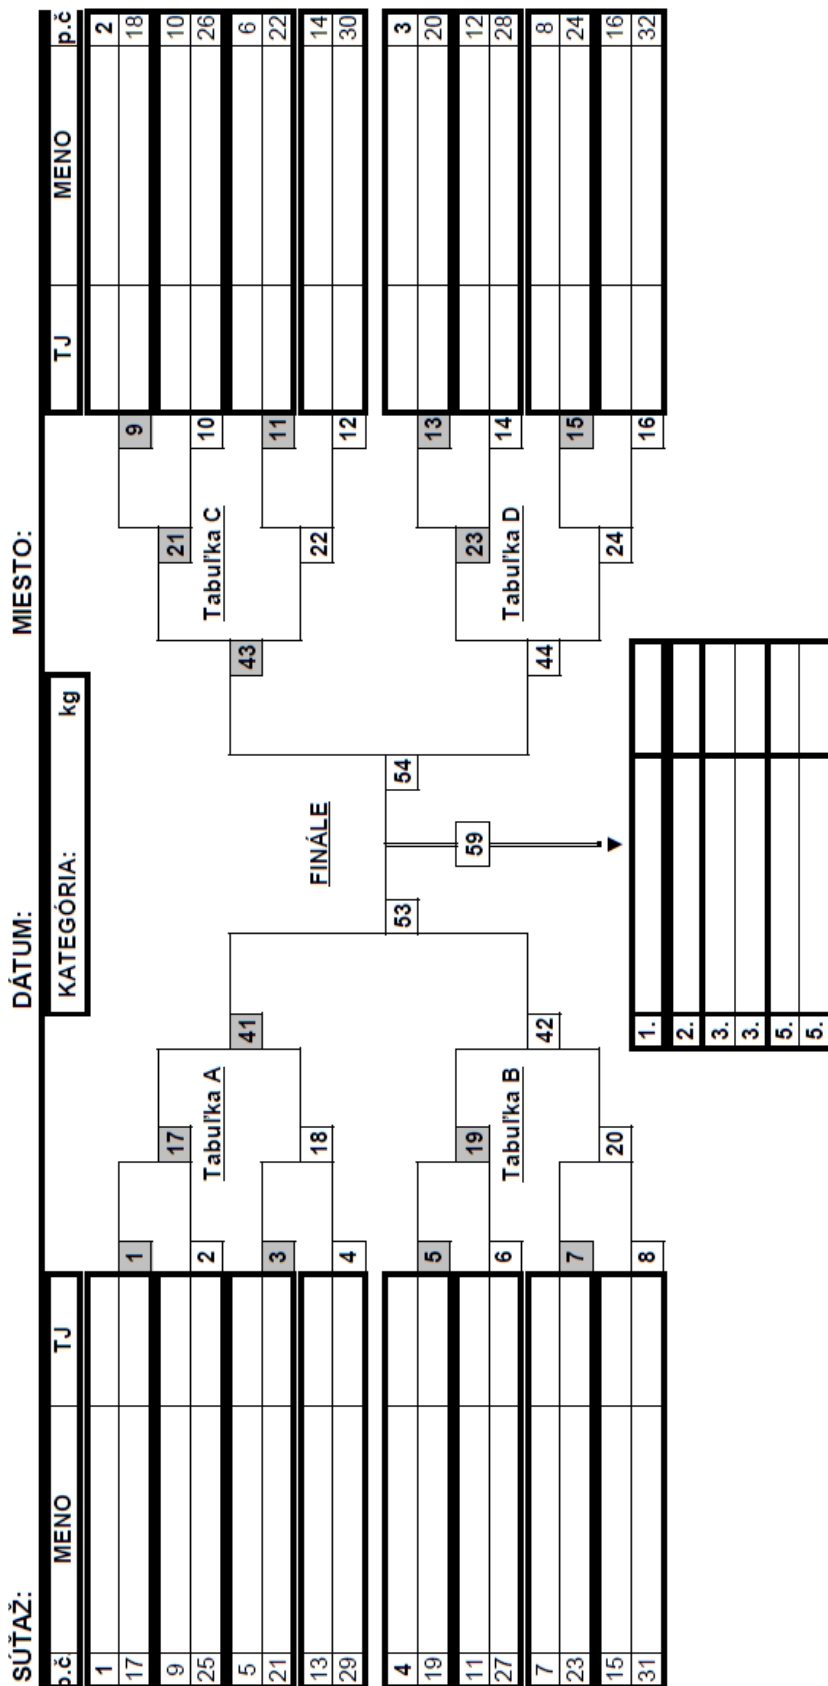 SÚŤAŽ: DÁTUM: MIESTO:
p.č. MENO TJ KATEGÓRIA: kg TJ MENO p.č
1 2
17 1 9 18
9 17 21 10
25 2 Tabuľka A Tabuľka C 10 26
5 41 43 6
21 3 11 22
13 18 FINÁLE 22 14
29 4 12 30
4 53 54 3
19 5 13 20
11 19 59 23 12
27 6 Tabuľka B Tabuľka D 14 28
7 42 44 8
23 7 15 24
15 20 24 16
31 8 1. 16 32
2.
3.
3.
5.
5.